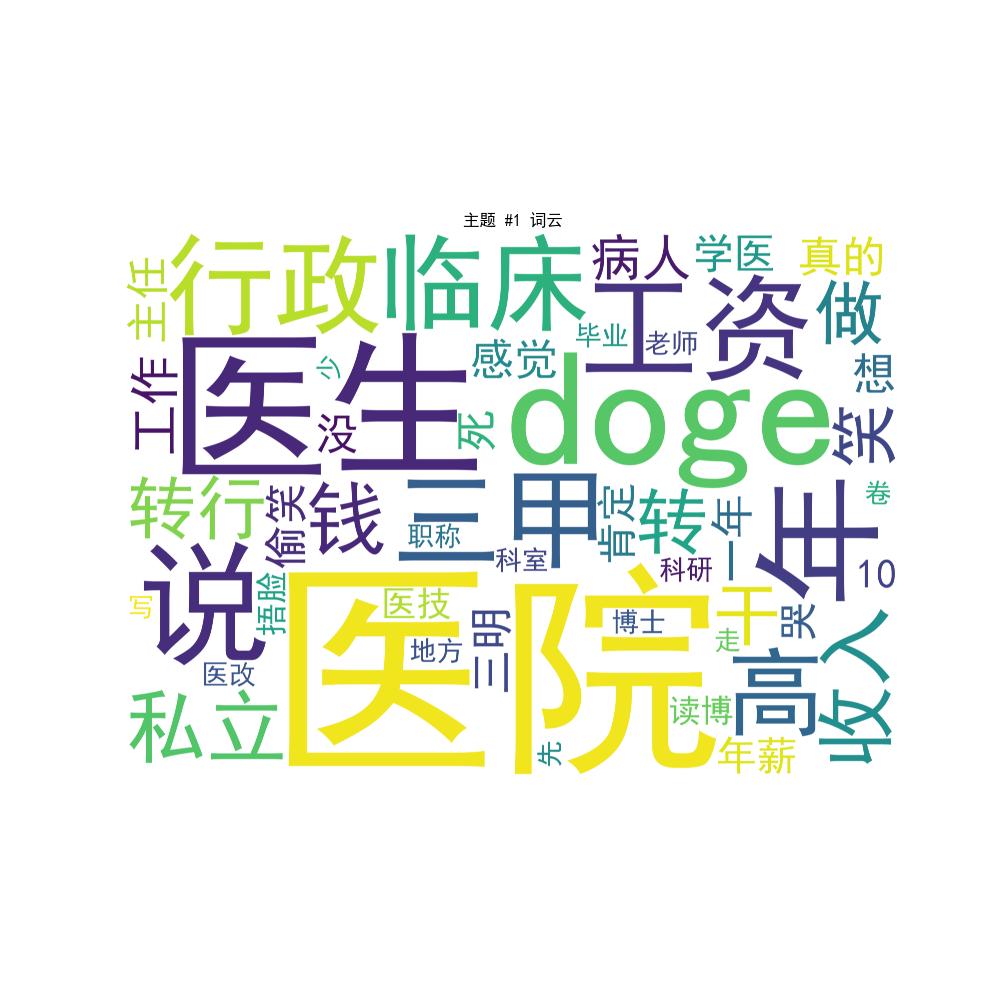 主题 #1 词云
主任
行政
临床
病人
学医
真的
工资
做
医生
少
感觉
毕业
老师
想
工作
没
死
doge
笑
转行
偷笑
钱
三甲
职称
肯定
转
一年
年
卷
10
说
捂脸
科室
科研
写
医技
医院
博士
干
哭
收入
医改
地方
三明
走
高
私立
先
读博
年薪